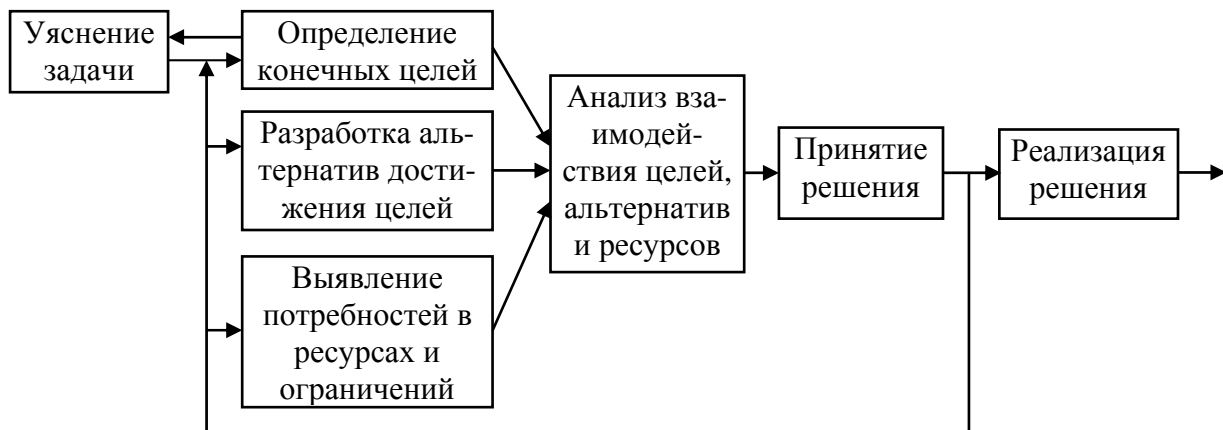 Уяснение
задачи
Определение
конечных целей
Разработка аль-
тернатив дости-
жения целей
Выявление
потребностей в
ресурсах и
ограничений
Анализ вза-
имодей-
ствия целей,
альтернатив
и ресурсов
Принятие
решения
Реализация
решения